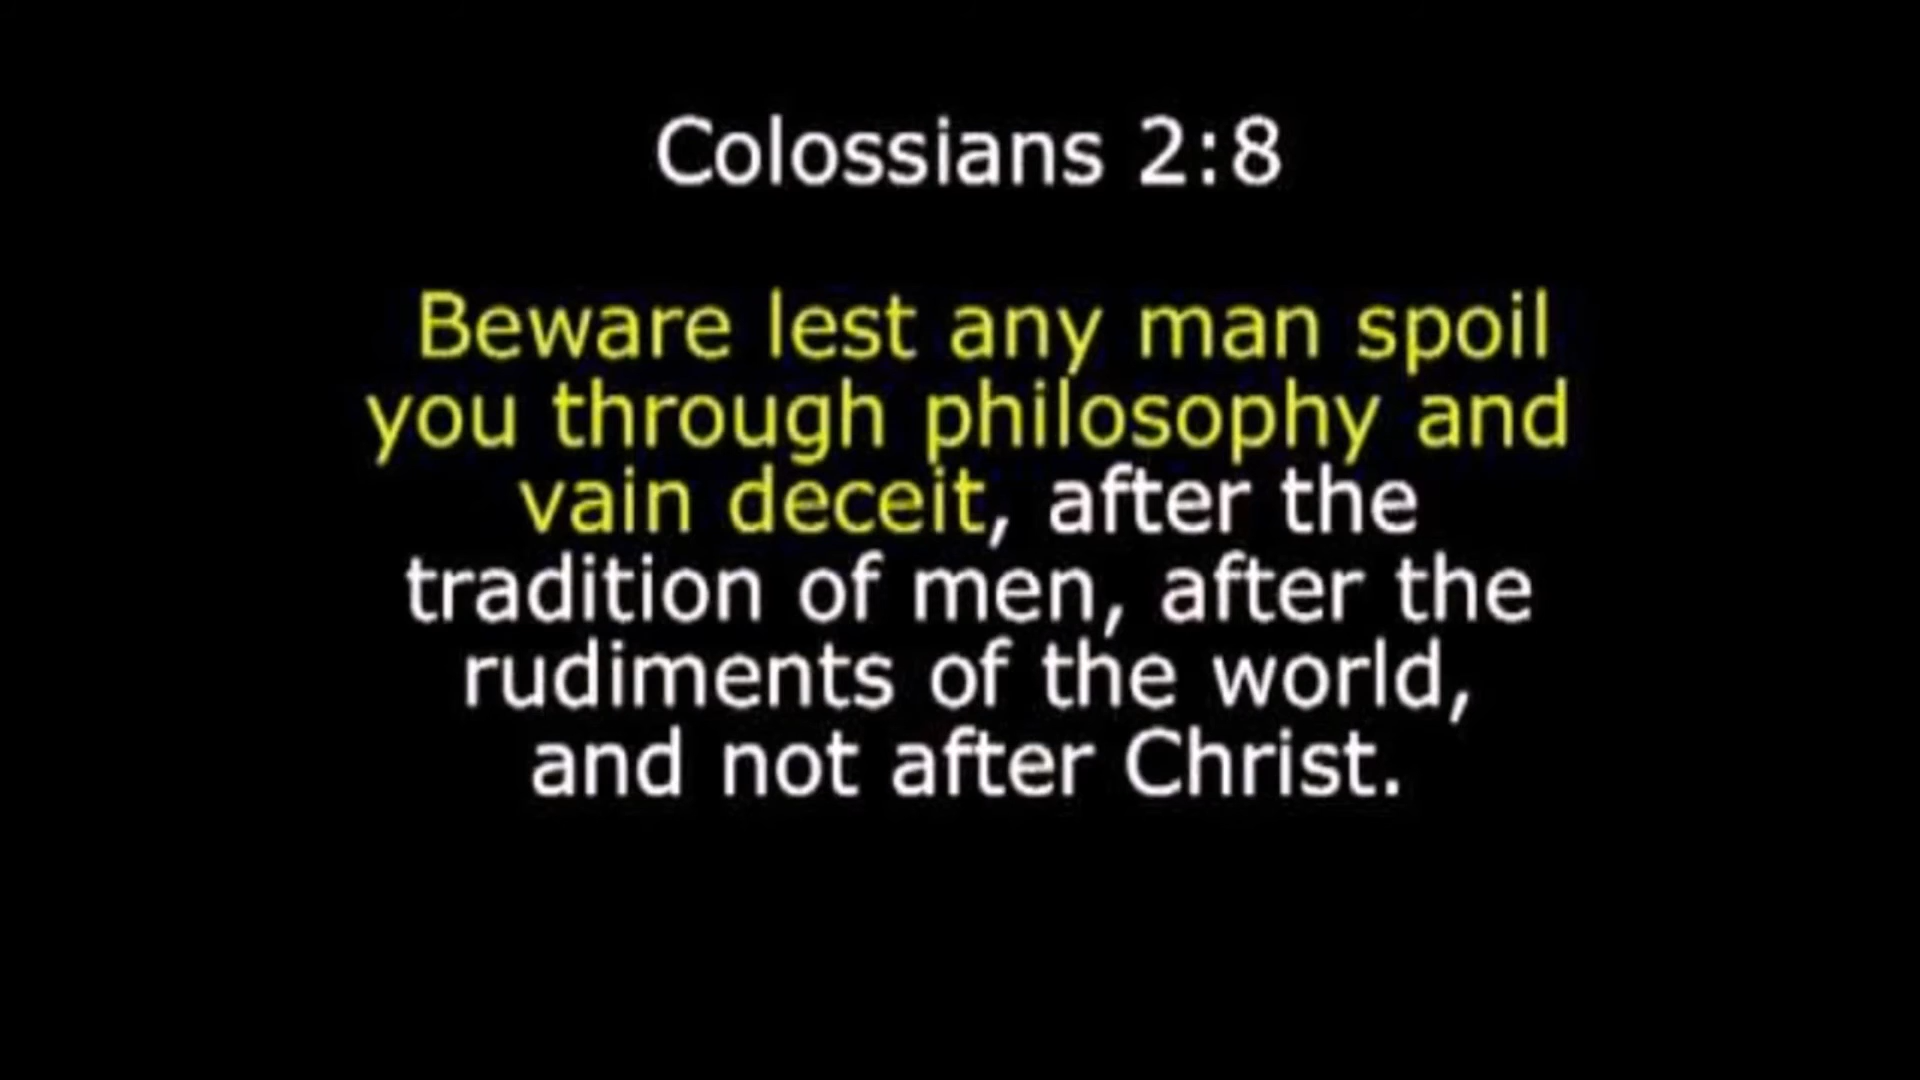 Colossians 2:8
Beware lest any man spoil
you through philosophy and
vain deceit, after the
tradition of men, after the
rudiments of the world,
and not after Christ.